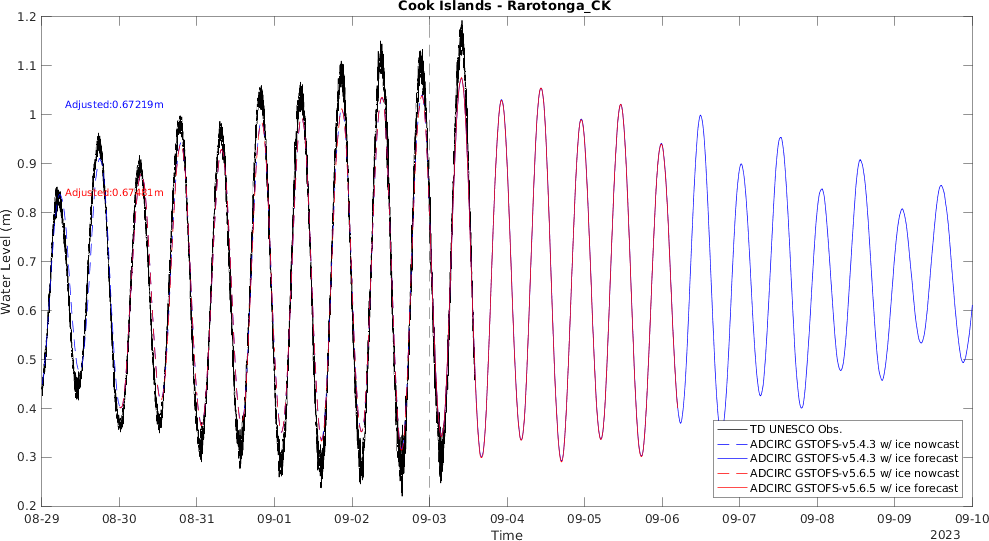 Cook Islands - Rarotonga_CK
1.2
1.1
1
0.9
0.8
0.7
0.6
0.5
0.4
0.3
0.2
Water Level (m)
Adjusted:0.67219m
Adjusted:0.67481m
TD UNESCO Obs.
ADCIRC GSTOFS-v5.4.3 w/ ice nowcast
ADCIRC GSTOFS-v5.4.3 w/ ice forecast
ADCIRC GSTOFS-v5.6.5 w/ ice nowcast
ADCIRC GSTOFS-v5.6.5 w/ ice forecast
08-29 08-30 08-31 09-01 09-02 09-03 09-04 09-05 09-06 09-07 09-08 09-09 09-10
Time
2023